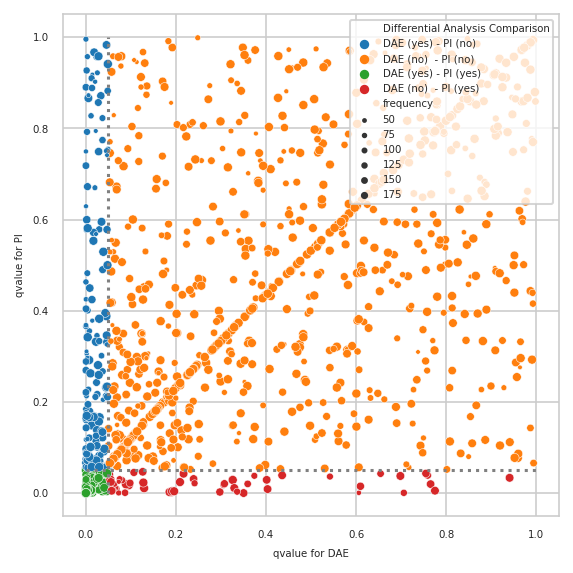 Differential Analysis Comparison
DAE (yes) - PI (no)
DAE (no)  - PI (no)
DAE (yes) - PI (yes)
DAE (no)  - PI (yes)
frequency
50
75
100
125
150
175
1.0
0.8
0.6
0.4
0.2
0.0
qvalue for PI
0.0 0.2 0.4 0.6 0.8 1.0
qvalue for DAE